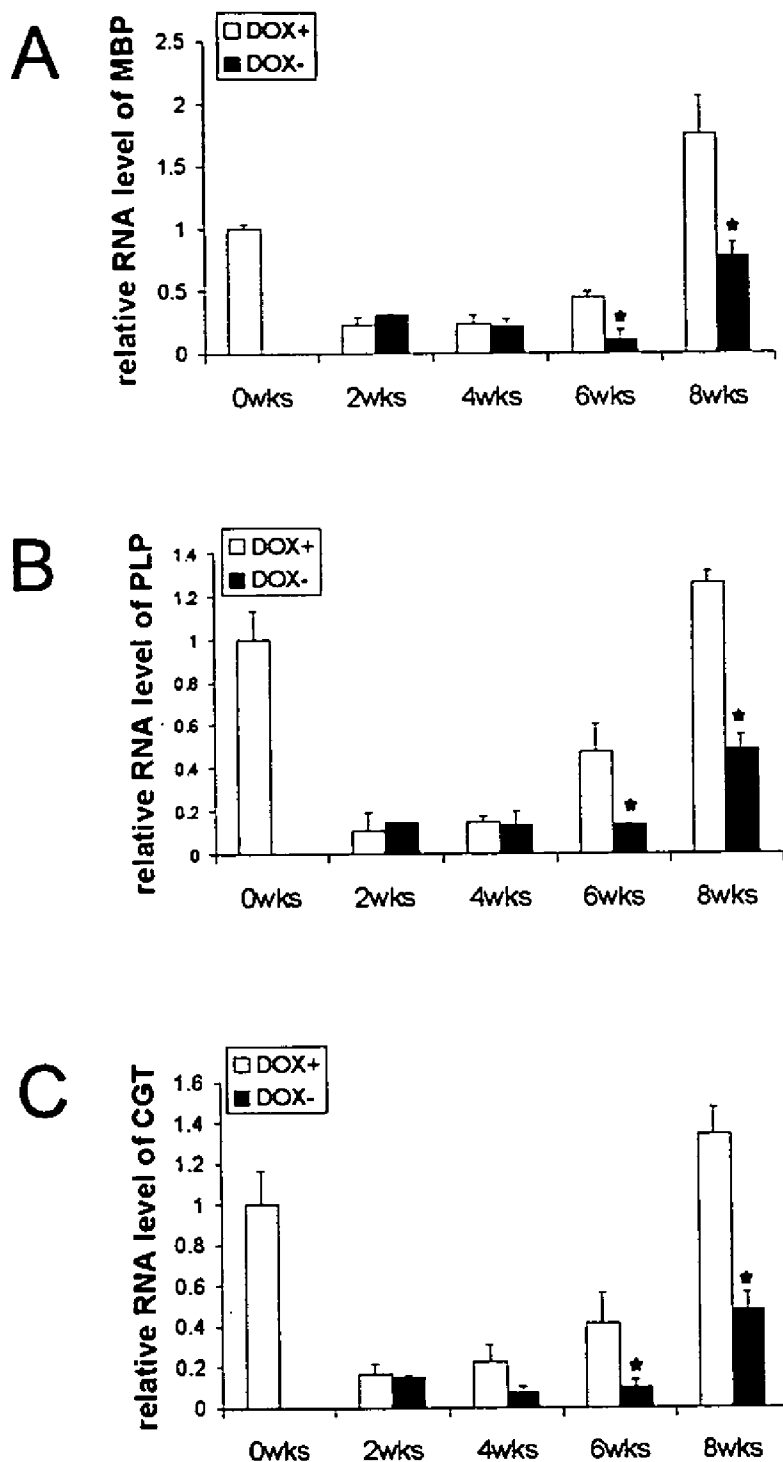 A
relative RNA level of MBP
DOX+
DOX-
2.5
2
1.5
1
0.5
0
0wks 2wks 4wks 6wks 8wks
B
relative RNA level of PLP
DOX+
DOX-
1.4
1.2
1
0.8
0.6
0.4
0.2
0
0wks 2wks 4wks 6wks 8wks
C
relative RNA level of CGT
DOX+
DOX-
1.6
1.4
1.2
1
0.8
0.6
0.4
0.2
0
0wks 2wks 4wks 6wks 8wks